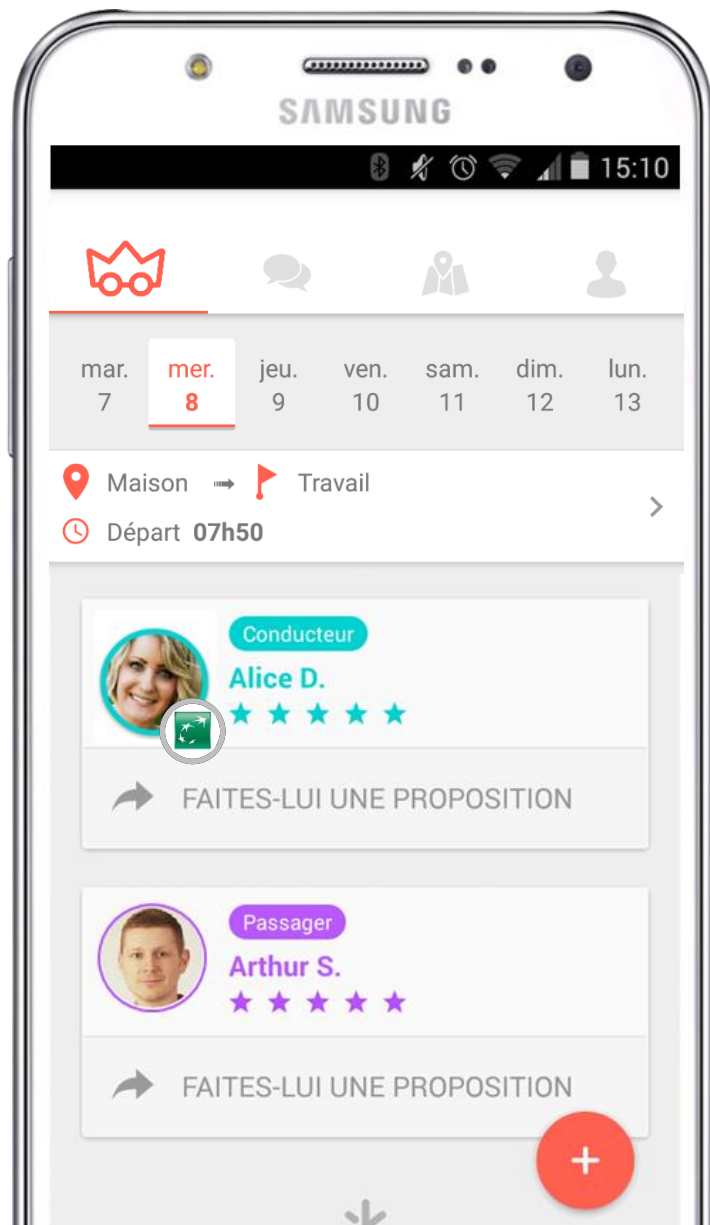 SAMSUNG
15:10
mar. mer. jeu. ven. sam. dim. lun.
7 8 9 10 11 12 13
Maison Travail
Départ 07h50
Conducteur
Alice D.
FAITES-LUI UNE PROPOSITION
Passager
Arthur S.
FAITES-LUI UNE PROPOSITION
+